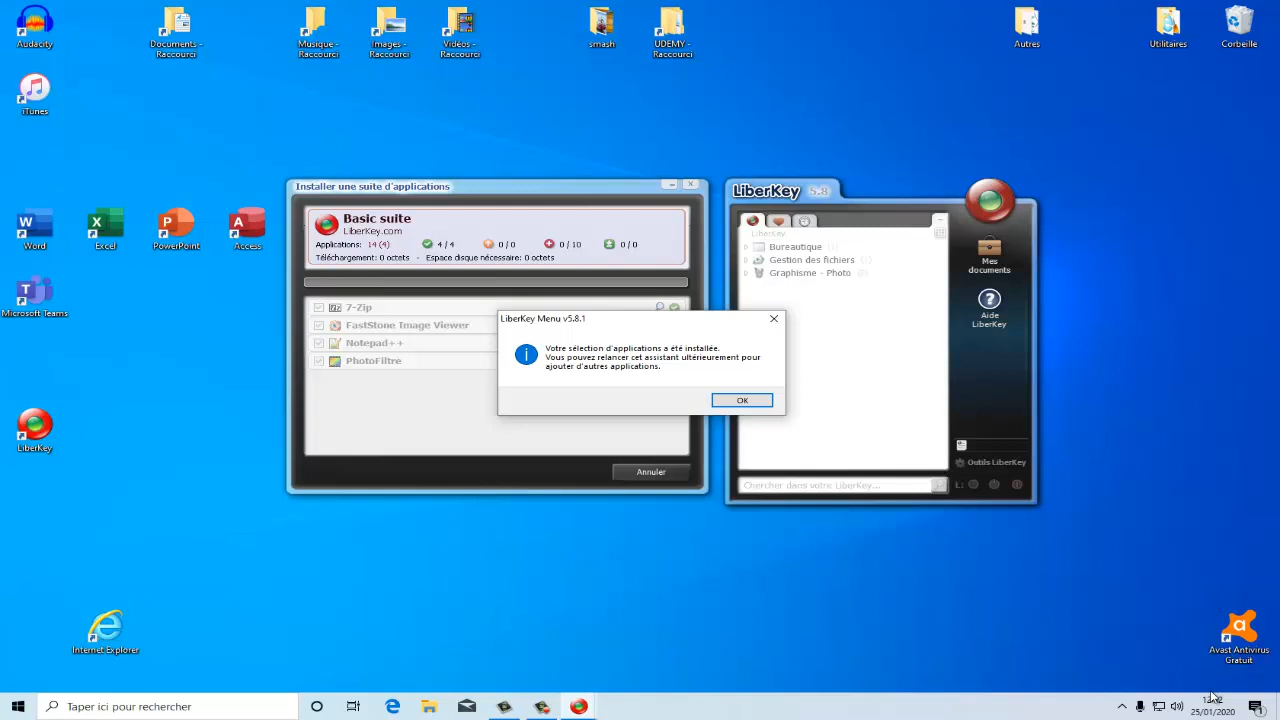 Audacity
Documents -
Raccourci
Musique -
Raccourci
Images -
Raccourci
Vidéos -
Raccourci
smash
UDEMY -
Raccourci
Autres
Utilitaires
Corbeille
iTunes
Word
Excel
PowerPoint
Access
Microsoft Teams
LiberKey
Internet Explorer
Avast Antivirus
Gratuit
Installer une suite d'applications
Basic suite
LiberKey.com
Applications: 14 (4) 4 / 4 0 / 0 0 / 10 0 / 0
Téléchargement: 0 octets - Espace disque nécessaire: 0 octets
7-Zip
FastStone Image Viewer
Notepad++
PhotoFiltre
Annuler
LiberKey Menu v5.8.1
Votre sélection d'applications a été installée.
Vous pouvez relancer cet assistant ultérieurement pour
ajouter d'autres applications.
OK
LiberKey 5.8
LiberKey
Bureautique
Gestion des fichiers
Graphisme - Photo
Mes
documents
Aide
LiberKey
Outils LiberKey
Chercher dans votre LiberKey...
L:
Taper ici pour rechercher
25/01/2020